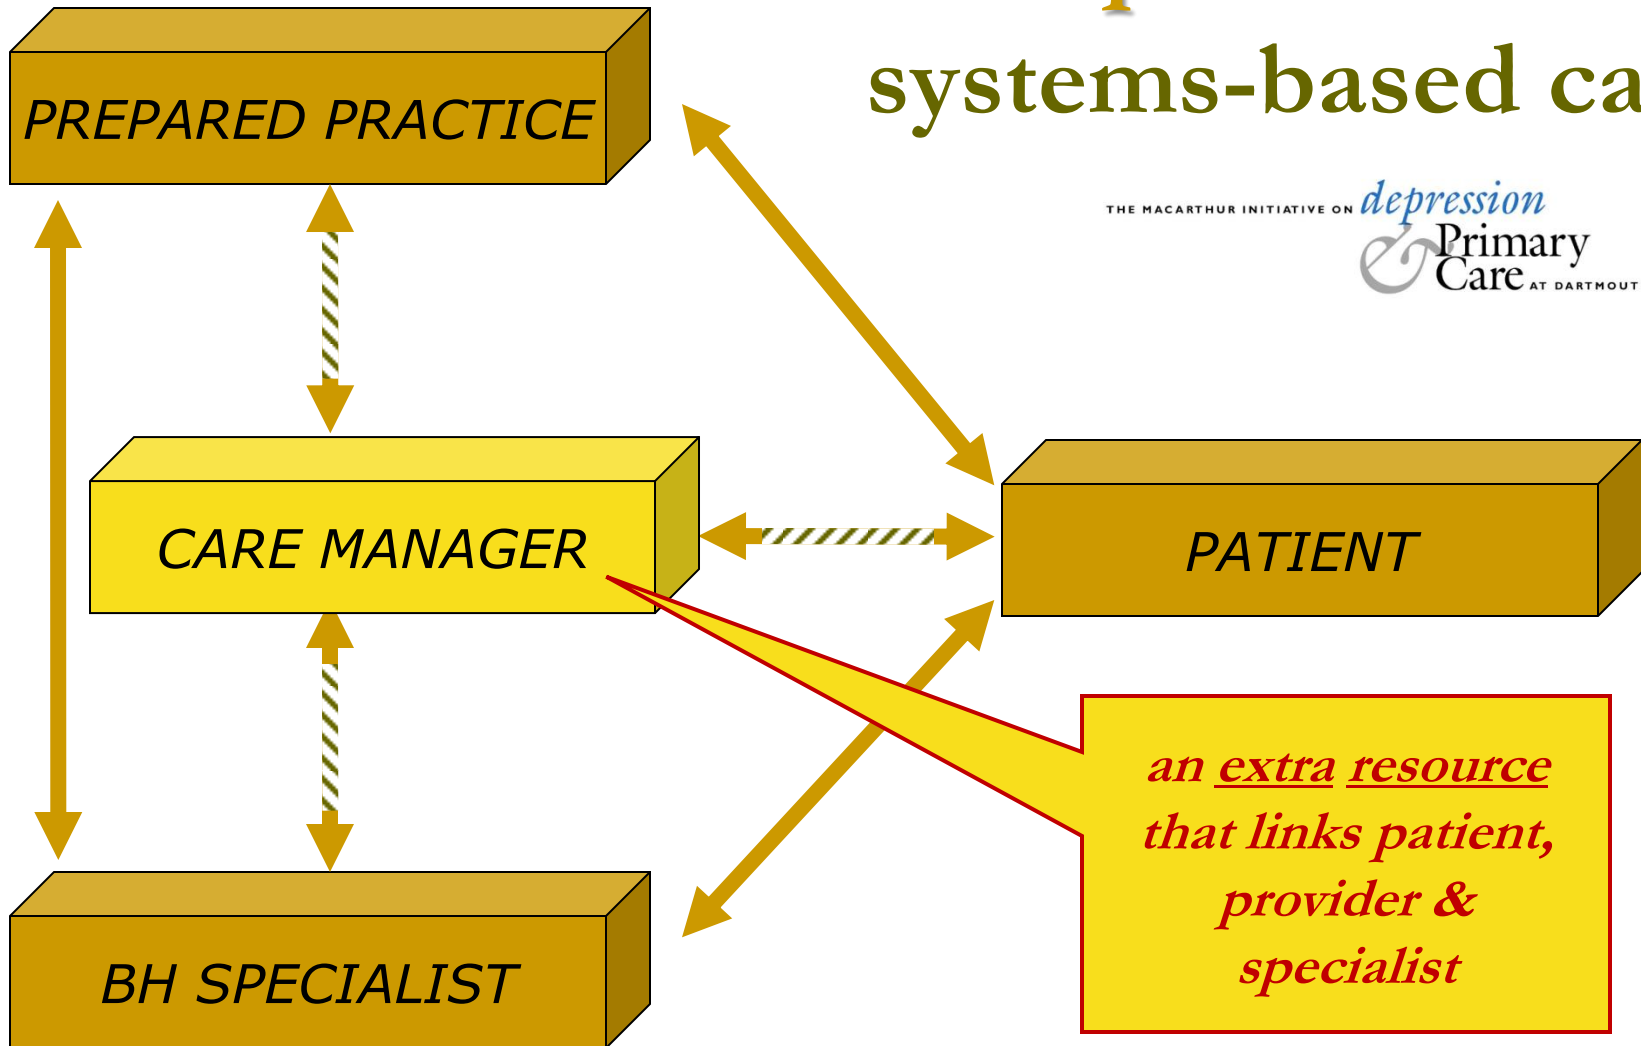 systems-based ca
PREPARED PRACTICE
THE MACARTHUR INITIATIVE ON depression
& Primary
Care AT DARTMOUT
CARE MANAGER
PATIENT
an extra resource
that links patient,
provider &
specialist
BH SPECIALIST